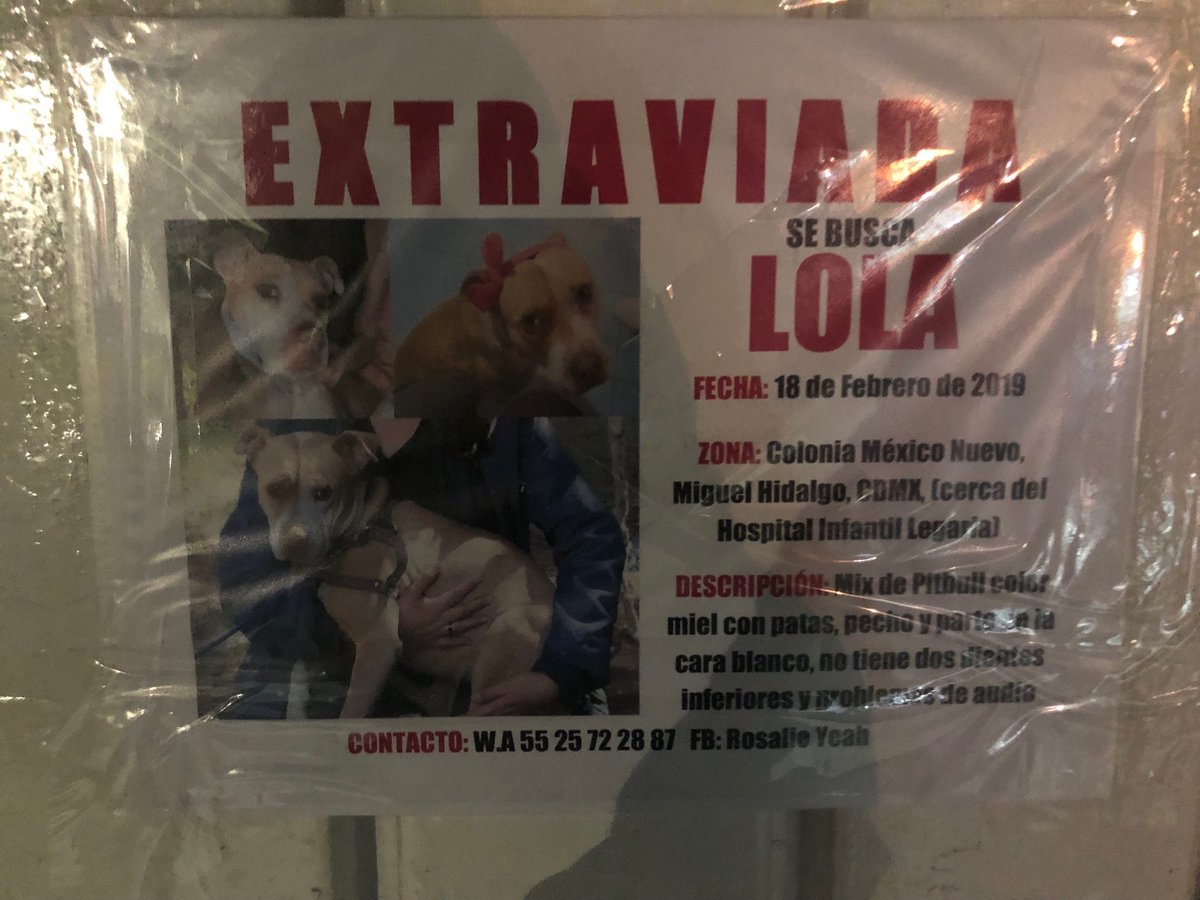 EXTRAVIADA
SE BUSCA
LOLA
FECHA: 18 de Febrero de 2019
ZONA: Colonia México Nuevo,
Miguel Hidalgo, CDMX, (cerca del
Hospital Infantil Legaria)
DESCRIPCIÓN: Mix de Pitbull color
miel con patas, pecho y parte de la
cara blanco, no tiene dos dientes
inferiores y problemas de audio
CONTACTO: W.A 55 25 72 28 87 FB: Rosalie Yeah